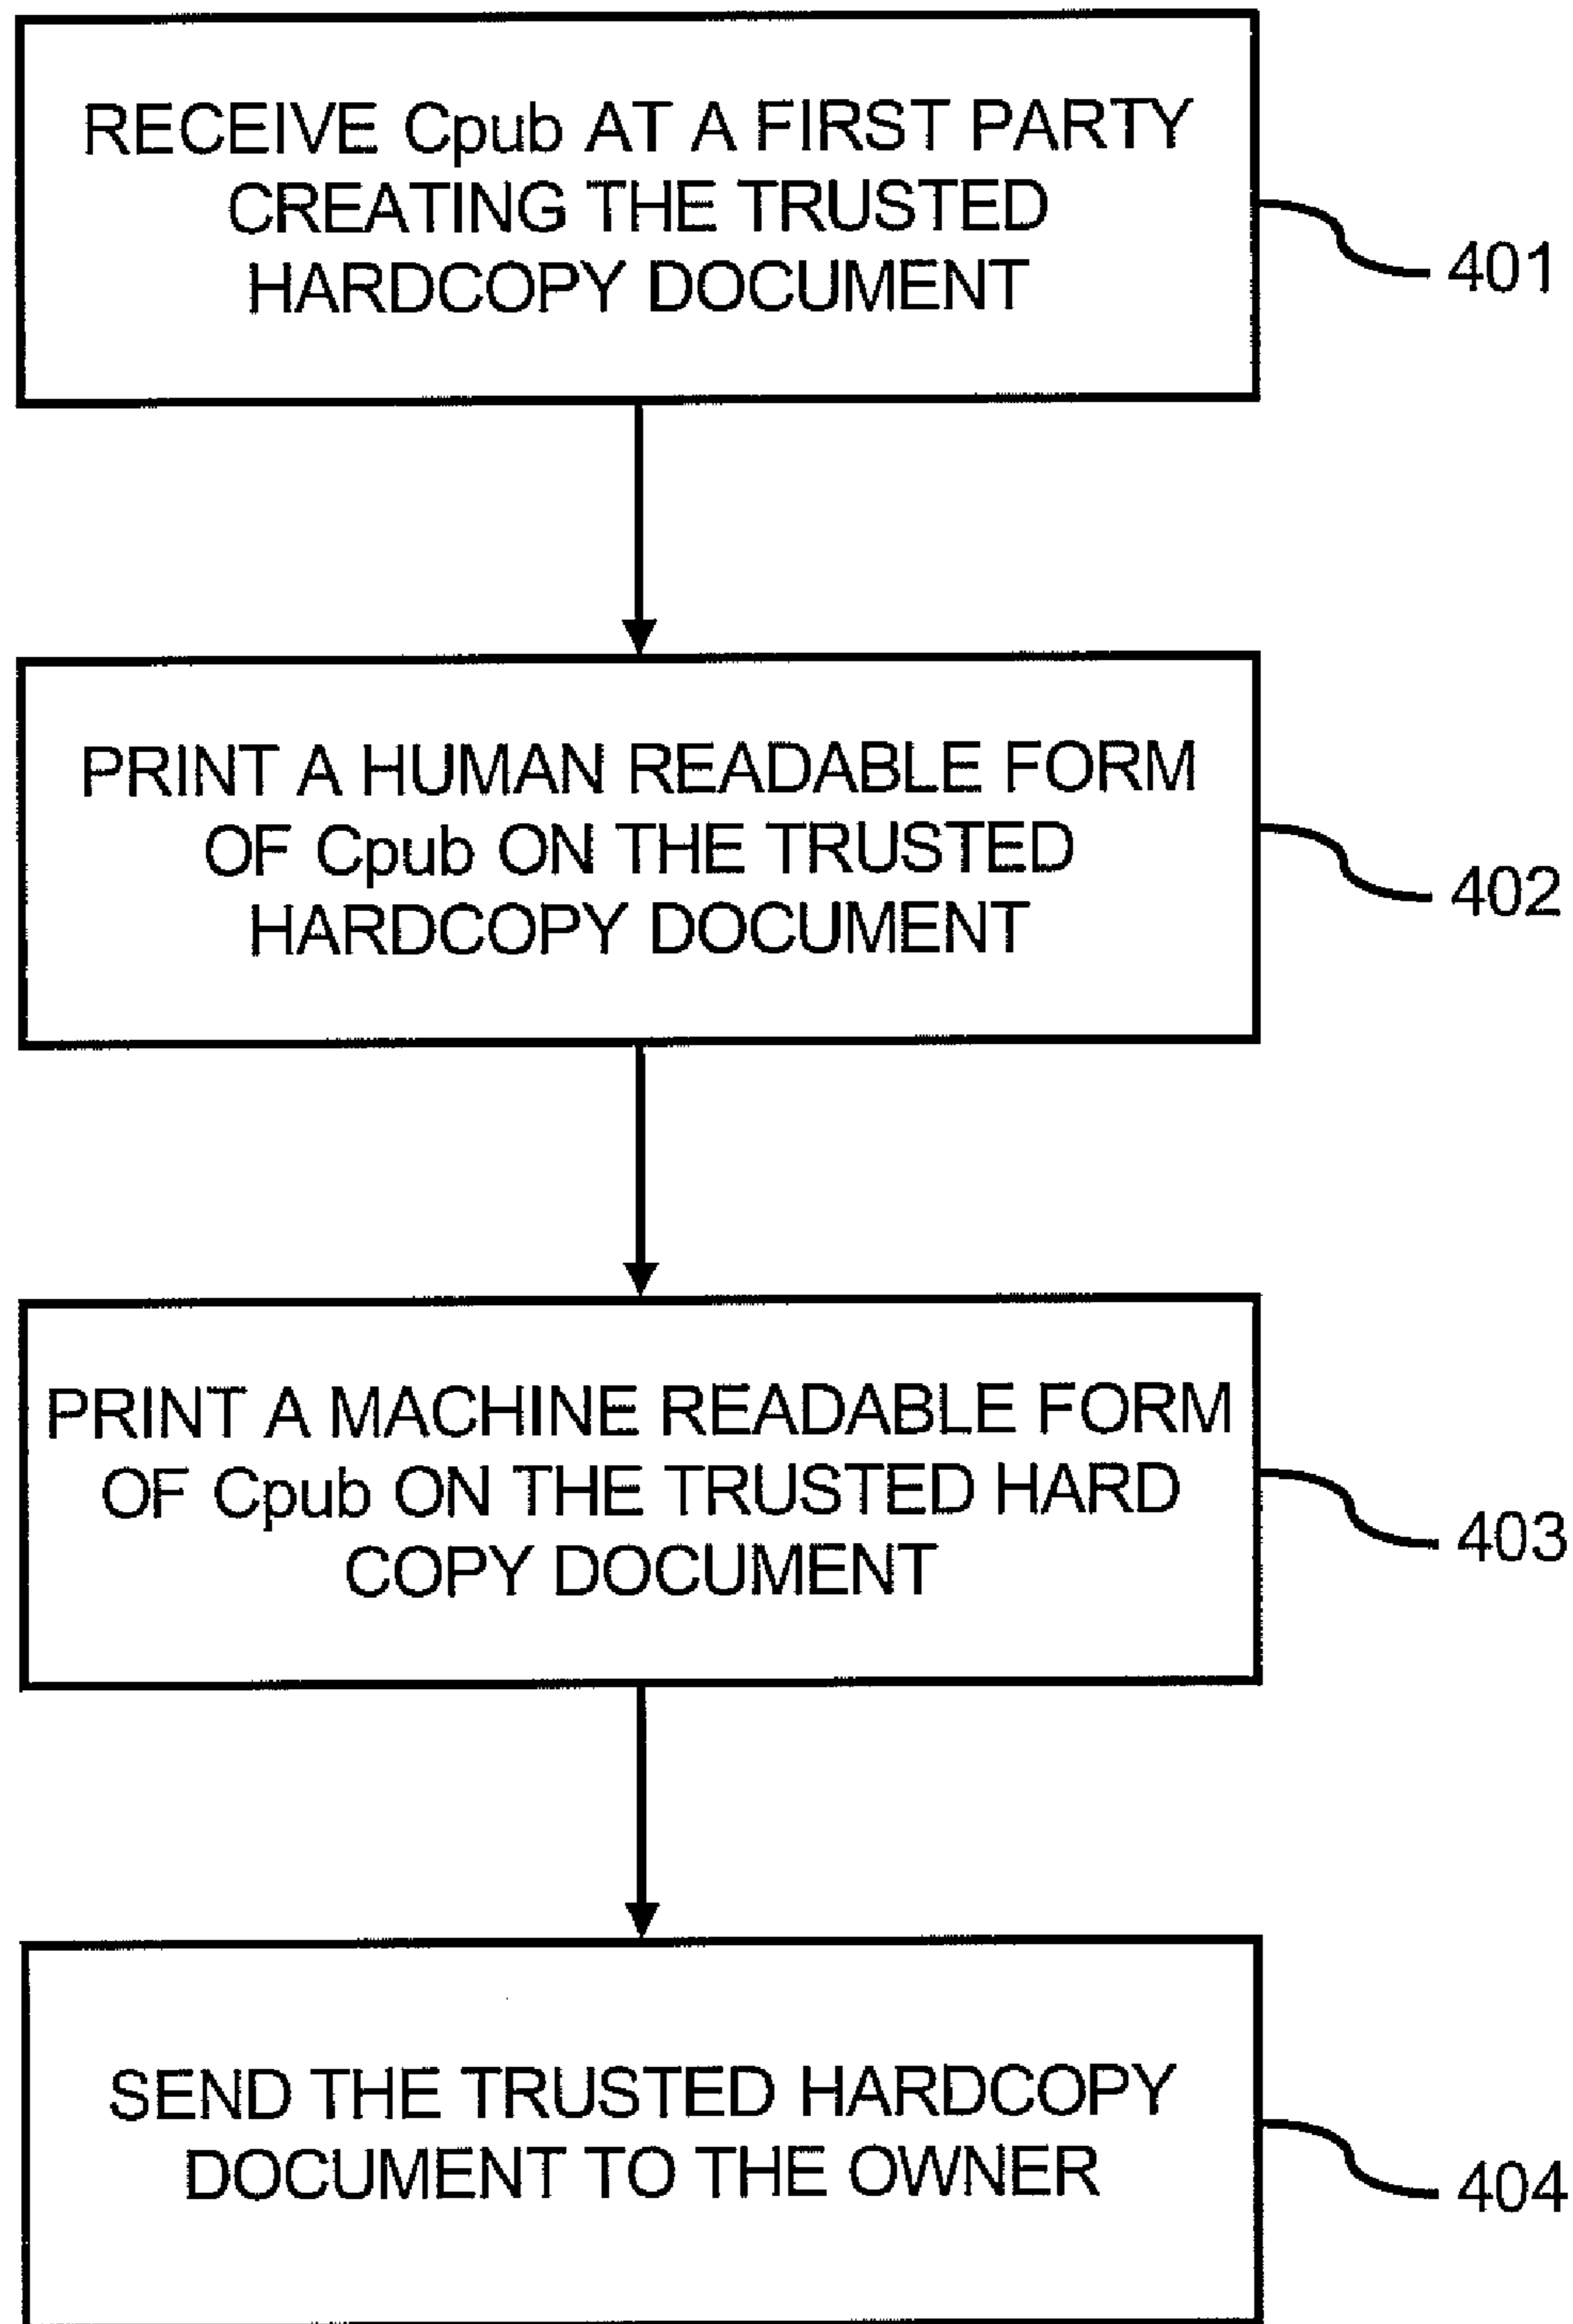 RECEIVE Cpub AT A FIRST PARTY
CREATING THE TRUSTED
HARDCOPY DOCUMENT
401
PRINT A HUMAN READABLE FORM
OF Cpub ON THE TRUSTED
HARDCOPY DOCUMENT
402
PRINT A MACHINE READABLE FORM
OF Cpub ON THE TRUSTED HARD
COPY DOCUMENT
403
SEND THE TRUSTED HARDCOPY
DOCUMENT TO THE OWNER
404